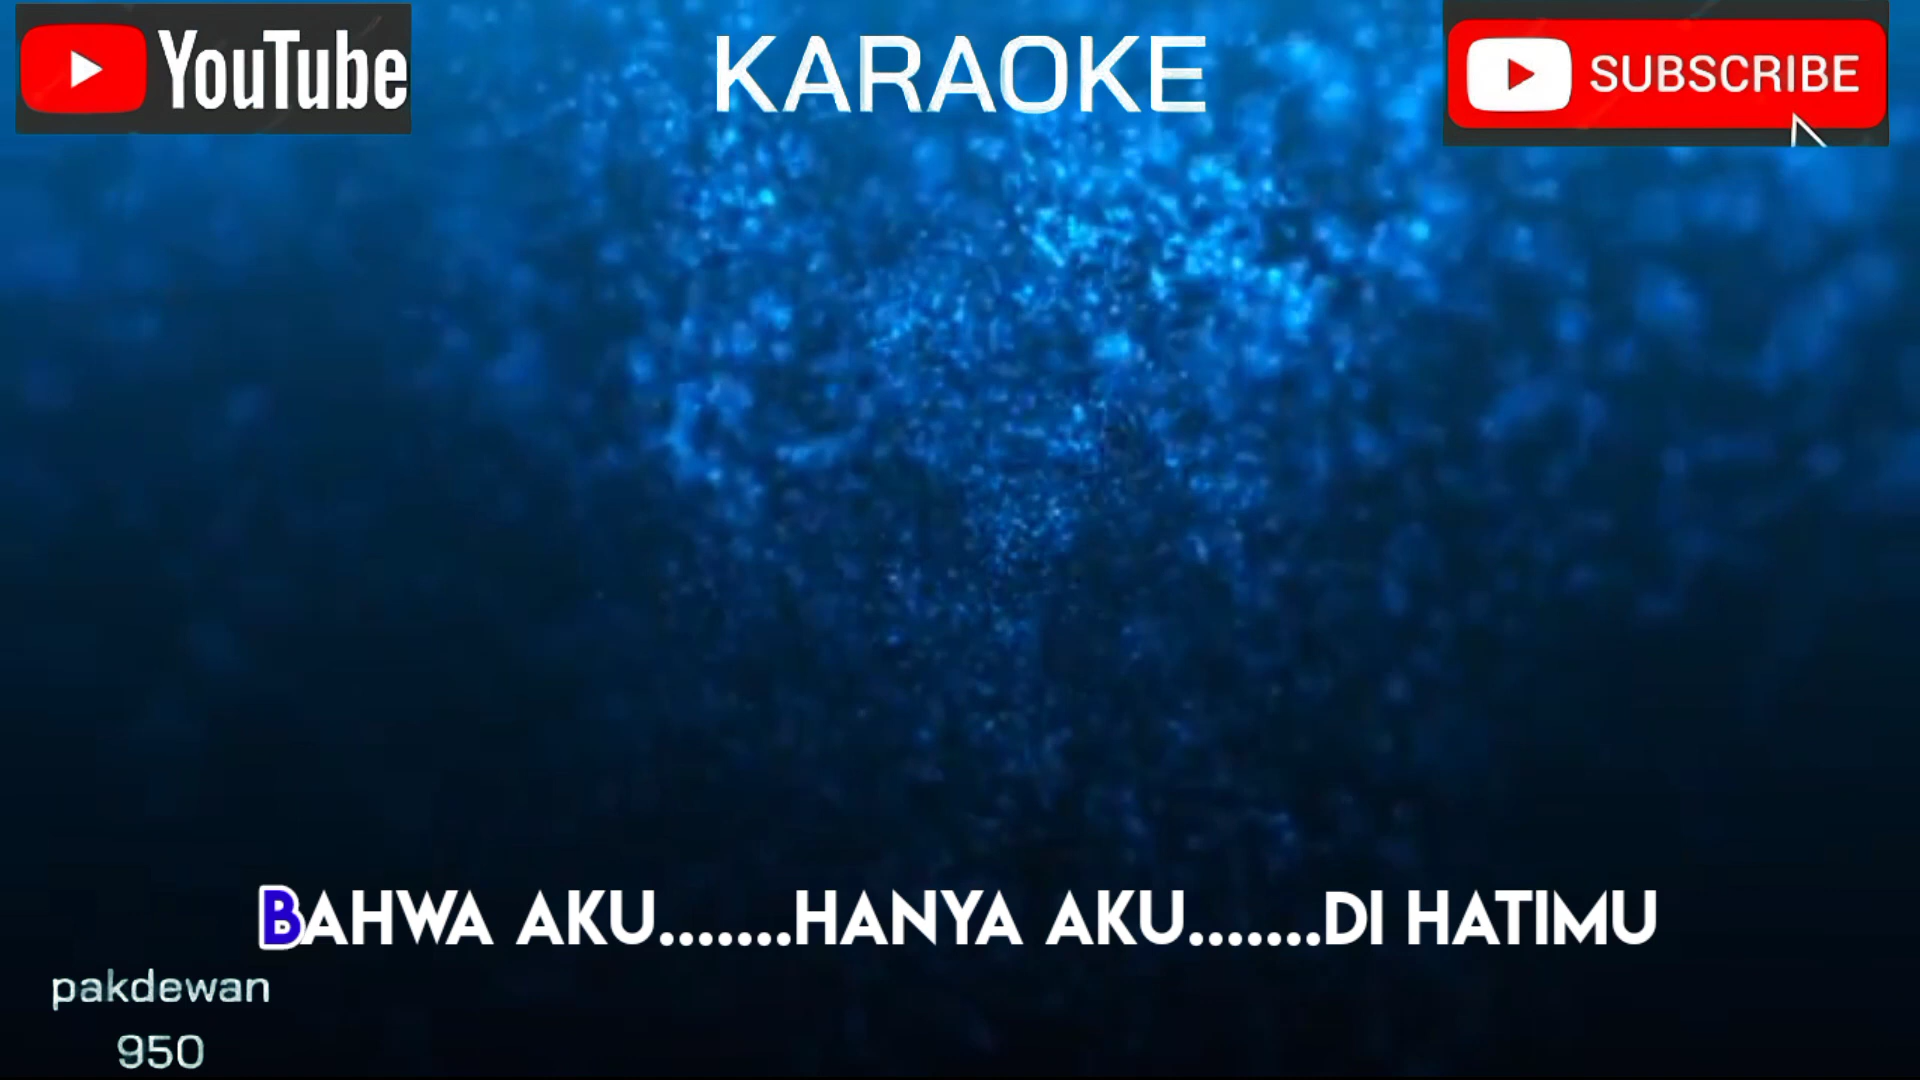 YouTube
KARAOKE
SUBSCRIBE
BAHWA AKU.......HANYA AKU.......DI HATIMU
pakdewan
950